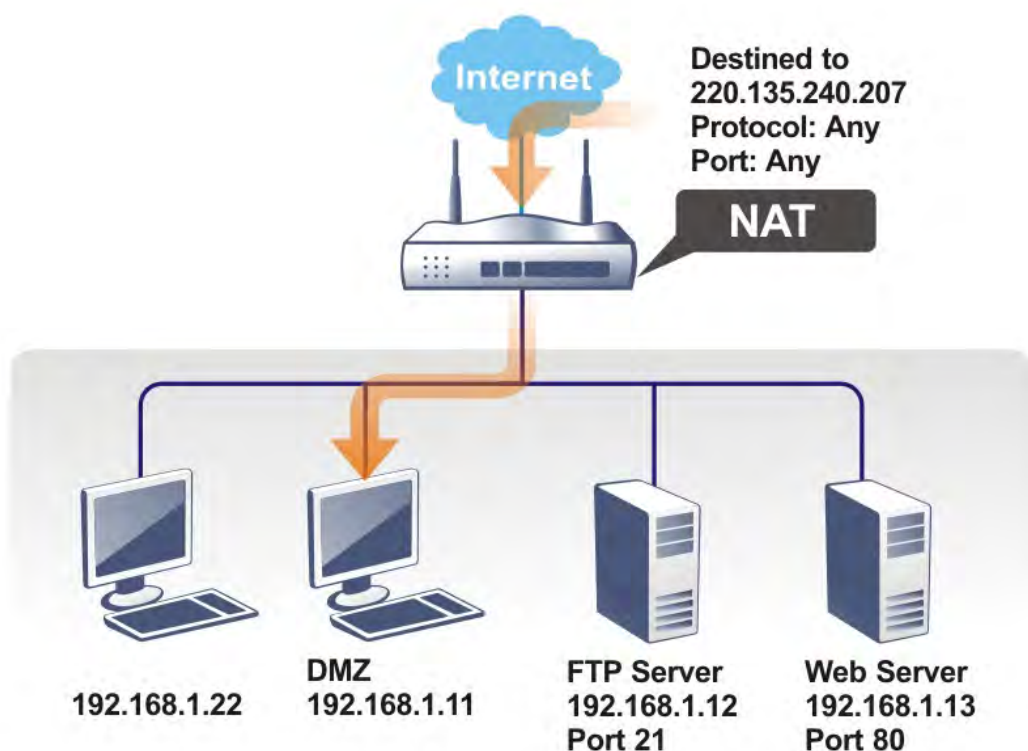 Internet
Destined to
220.135.240.207
Protocol: Any
Port: Any
NAT
192.168.1.22
DMZ
192.168.1.11
FTP Server
192.168.1.12
Port 21
Web Server
192.168.1.13
Port 80